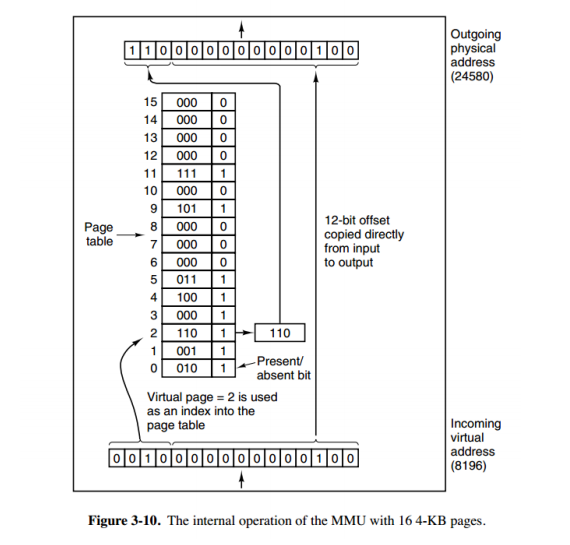 Outgoing
physical
address
(24580)
1 1 0 0 0 0 0 0 0 0 0 0 1 0 0
15 000 0
14 000 0
13 000 0
12 000 0
11 111 1
10 000 0
9 101 1
8 000 0
7 000 0
6 000 0
5 011 1
4 100 1
3 000 1
2 110 1
1 001 1
0 010 1
Page
table
110
12-bit offset
copied directly
from input
to output
Present/
absent bit
Virtual page = 2 is used
as an index into the
page table
0 0 1 0 0 0 0 0 0 0 0 0 0 1 0 0
Incoming
virtual
address
(8196)
Figure 3-10. The internal operation of the MMU with 16 4-KB pages.